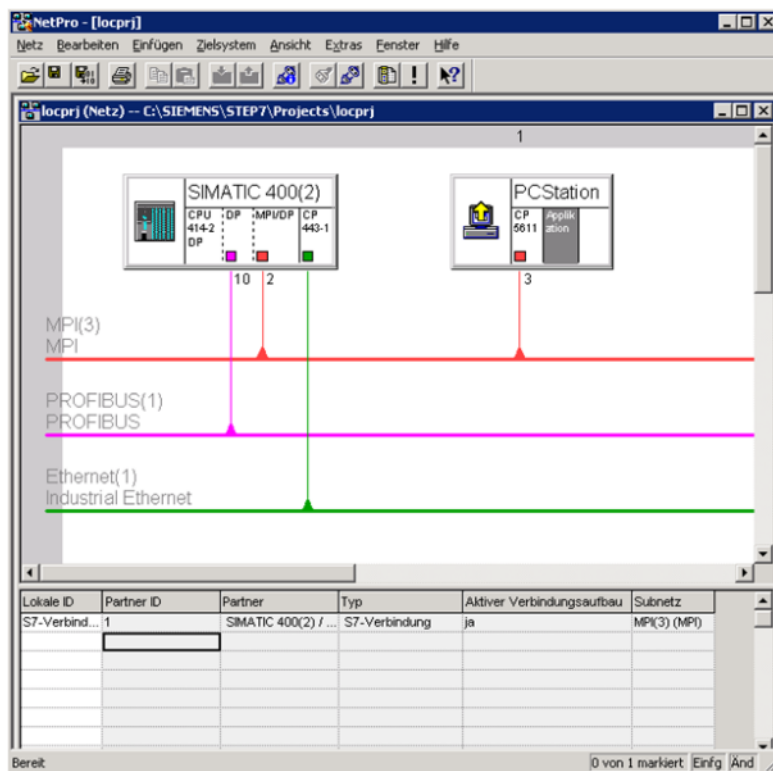 NetPro - [locprj]
Netz Bearbeiten Einfügen Zielsystem Ansicht Extras Fenster Hilfe
locprj (Netz) -- C:\SIEMENS\STEP7\Projects\locprj
1
SIMATIC 400(2)
CPU 414-2 DP
DP
MPI/DP
CP 443-1
PCStation
CP 5611
Applik ation
10 2
3
MPI(3)
MPI
PROFIBUS(1)
PROFIBUS
Ethernet(1)
Industrial Ethernet
Lokale ID Partner ID Partner Typ Aktiver Verbindungsaufbau Subnetz
S7-Verbind... 1 SIMATIC 400(2) / ... S7-Verbindung ja MPI(3) (MPI)
Bereit 0 von 1 markiert Einfg Änd